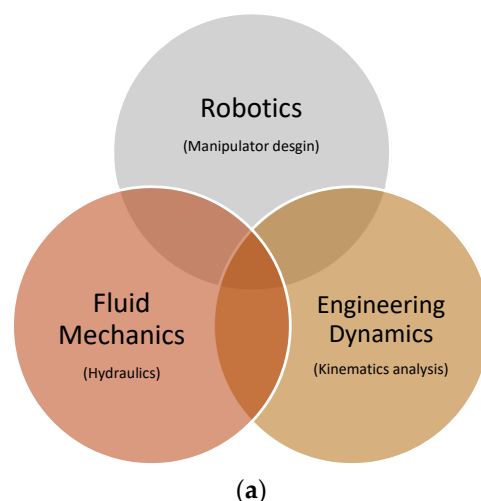 Robotics
(Manipulator desgin)
Fluid
Mechanics
(Hydraulics)
Engineering
Dynamics
(Kinematics analysis)
(a)